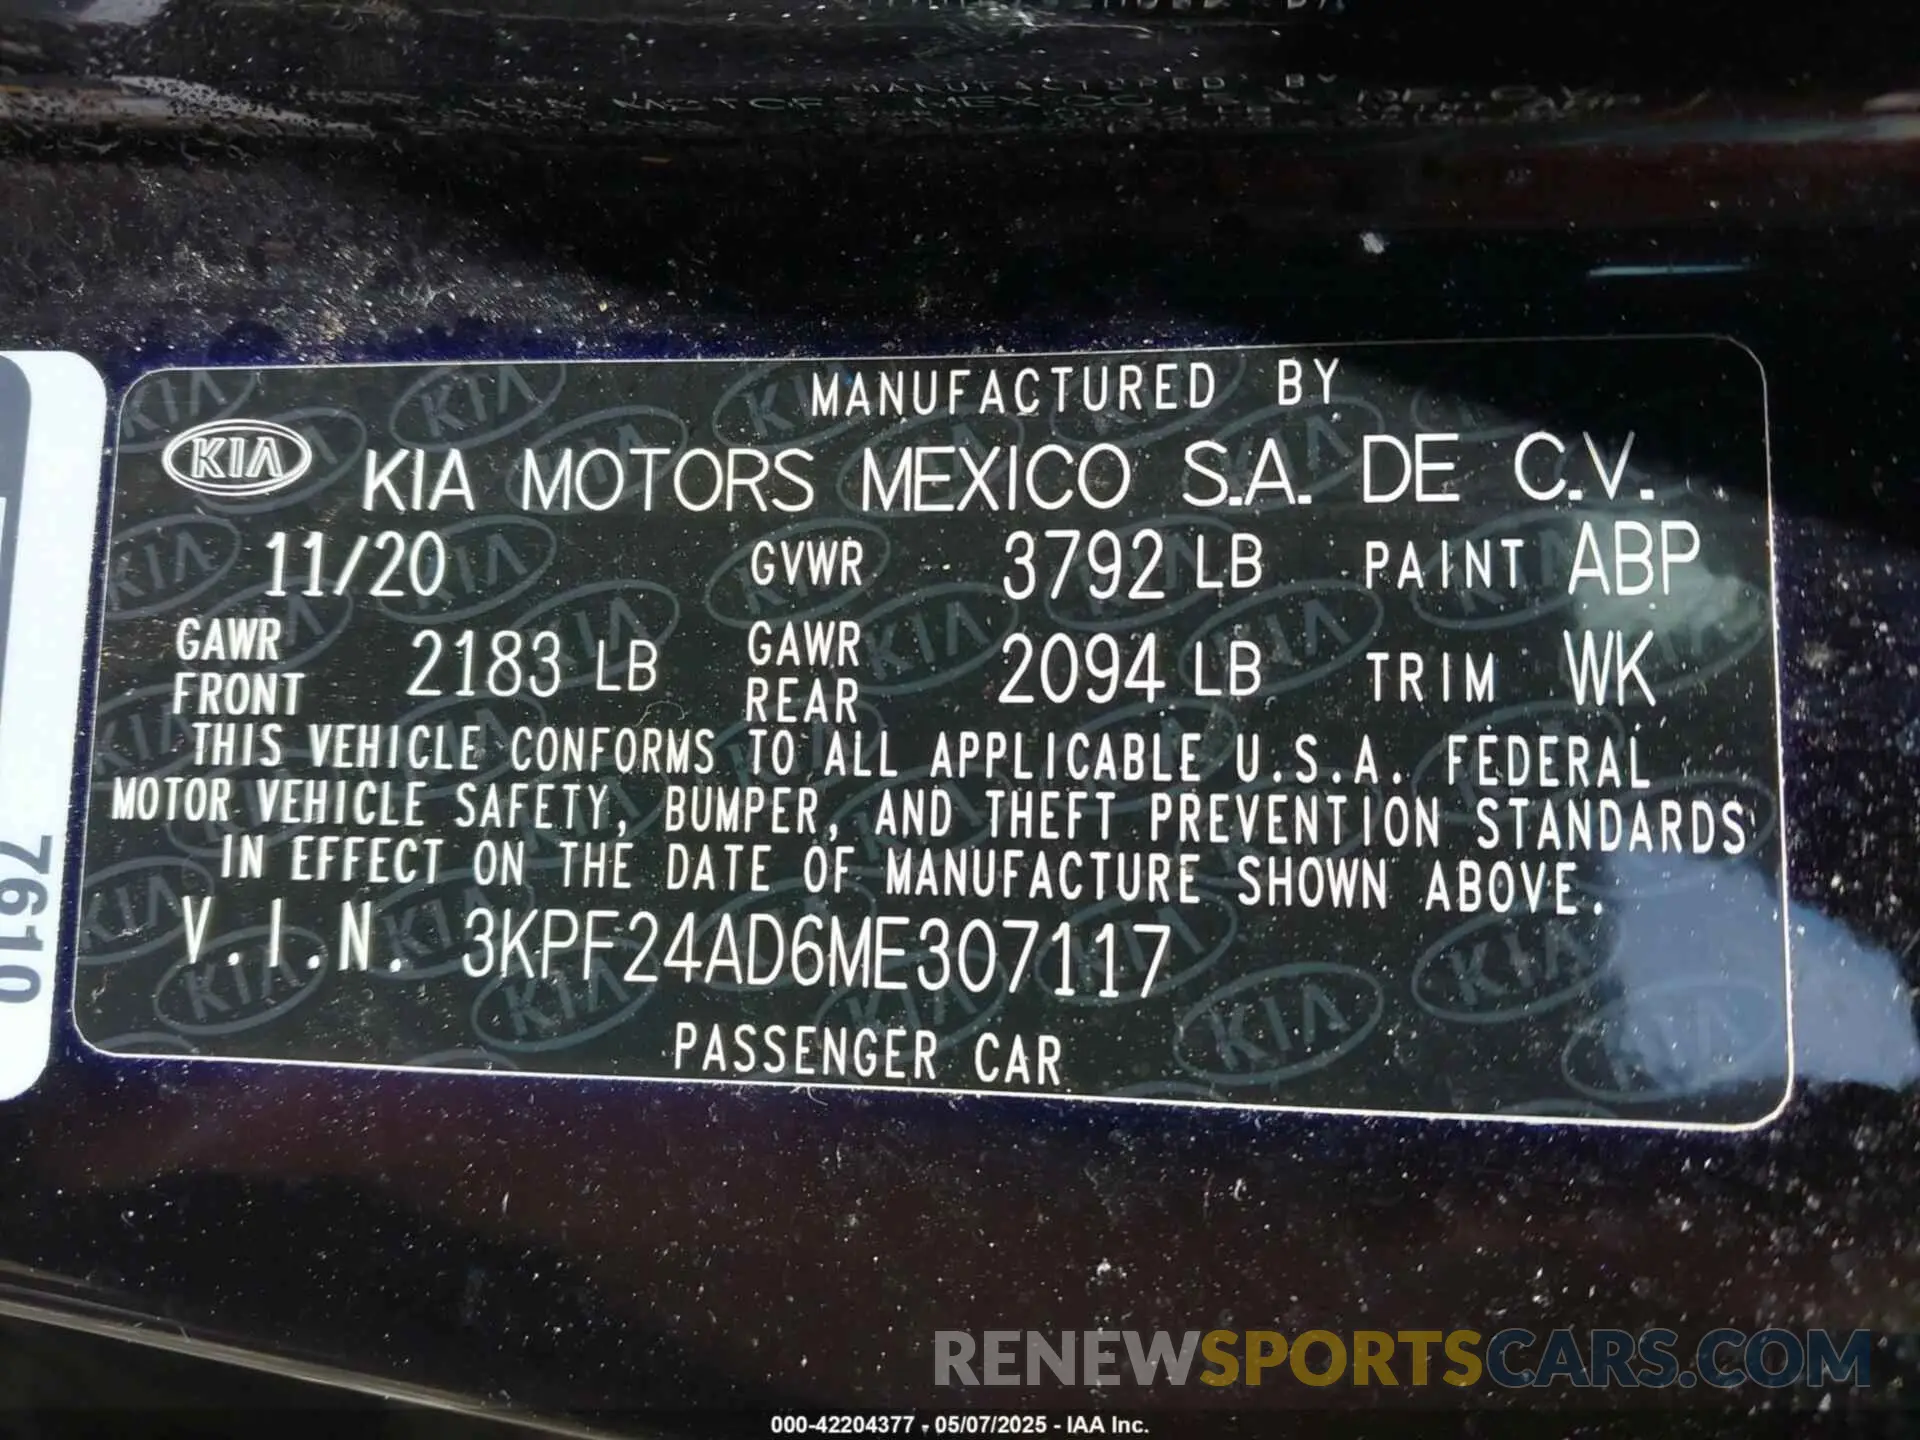 MANUFACTURED BY
KIA KIA MOTORS MEXICO S.A. DE C.V.
11/20 GVWR 3792 LB PAINT ABP
GAWR FRONT 2183 LB GAWR REAR 2094 LB TRIM WK
THIS VEHICLE CONFORMS TO ALL APPLICABLE U.S.A. FEDERAL
MOTOR VEHICLE SAFETY, BUMPER, AND THEFT PREVENTION STANDARDS
IN EFFECT ON THE DATE OF MANUFACTURE SHOWN ABOVE.
V.I.N. 3KPF24AD6ME307117
PASSENGER CAR
7610
RENEWSPORTSCARS.COM
000-42204377 - 05/07/2025 - IAA Inc.